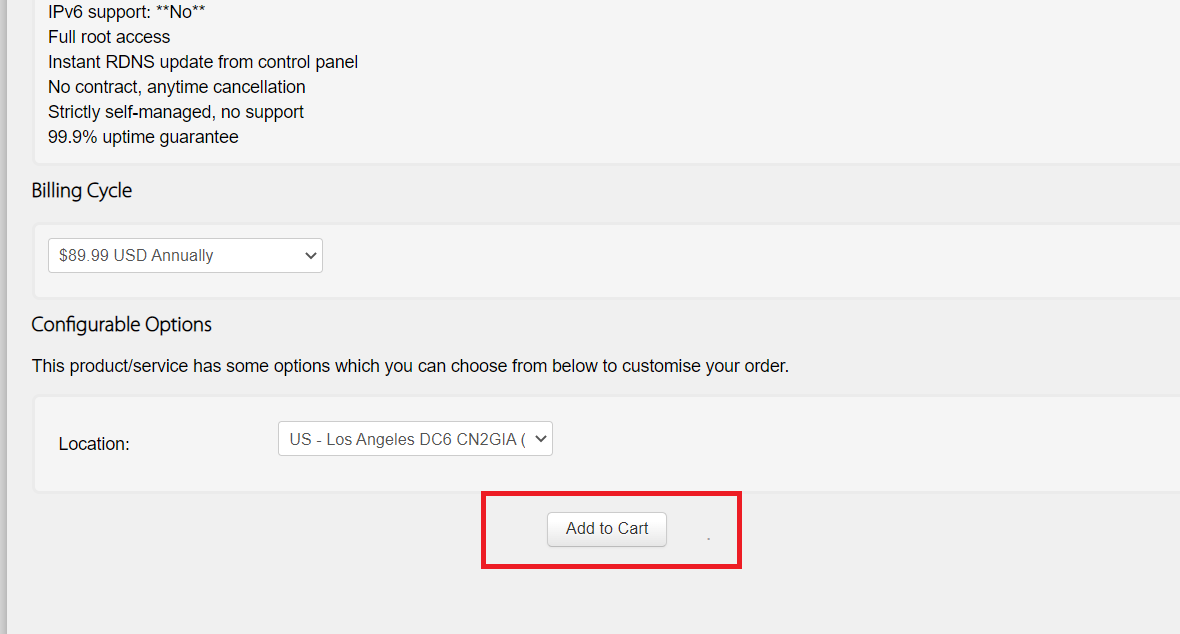 IPv6 support: **No**
Full root access
Instant RDNS update from control panel
No contract, anytime cancellation
Strictly self-managed, no support
99.9% uptime guarantee
Billing Cycle
$89.99 USD Annually
Configurable Options
This product/service has some options which you can choose from below to customise your order.
Location: US - Los Angeles DC6 CN2GIA (
Add to Cart